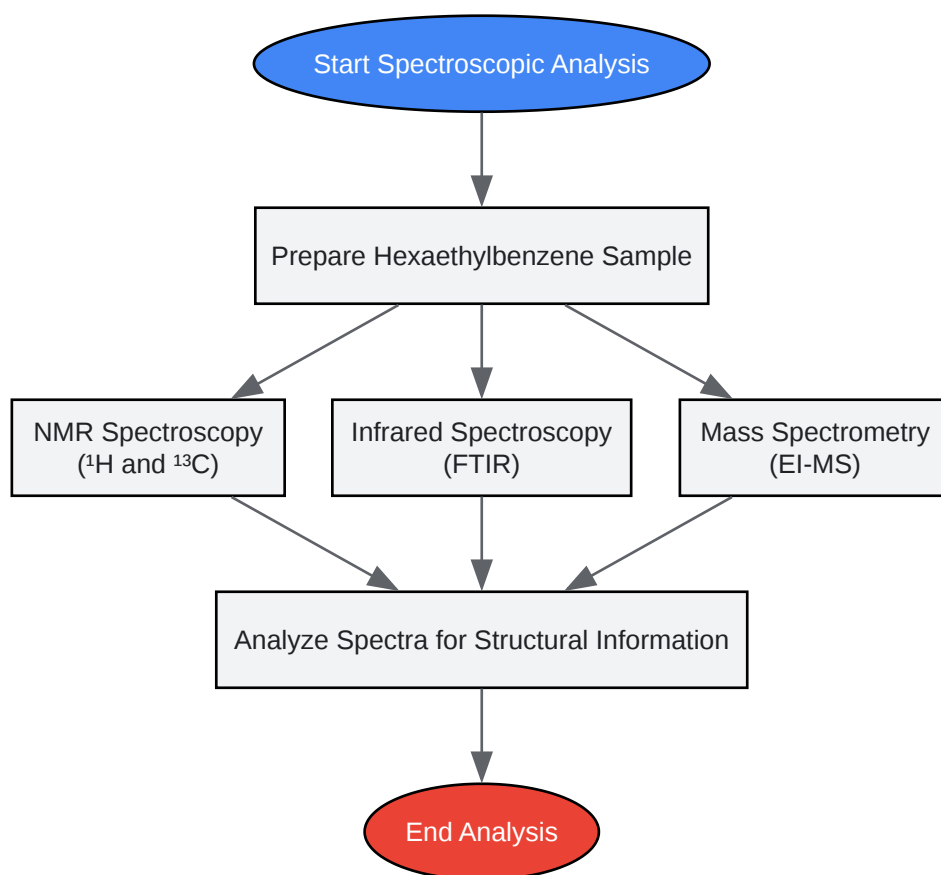 Start Spectroscopic Analysis
Prepare Hexaethylbenzene Sample
NMR Spectroscopy
(¹H and ¹³C)
Infrared Spectroscopy
(FTIR)
Mass Spectrometry
(EI-MS)
Analyze Spectra for Structural Information
End Analysis